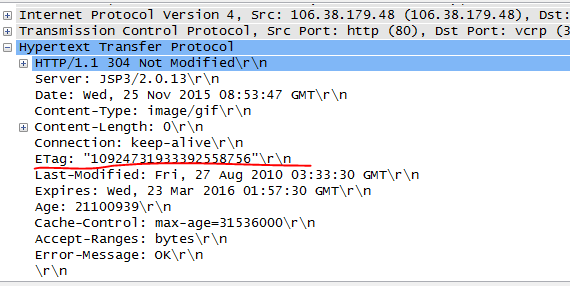 Internet Protocol Version 4, Src: 106.38.179.48 (106.38.179.48), Dst:
Transmission Control Protocol, Src Port: http (80), Dst Port: vcrp (3
Hypertext Transfer Protocol
HTTP/1.1 304 Not Modified\r\n
Server: JSP3/2.0.13\r\n
Date: Wed, 25 Nov 2015 08:53:47 GMT\r\n
Content-Type: image/gif\r\n
Content-Length: 0\r\n
Connection: keep-alive\r\n
ETag: "10924731933392558756"\r\n
Last-Modified: Fri, 27 Aug 2010 03:33:30 GMT\r\n
Expires: Wed, 23 Mar 2016 01:57:30 GMT\r\n
Age: 21100939\r\n
Cache-Control: max-age=31536000\r\n
Accept-Ranges: bytes\r\n
Error-Message: OK\r\n
\r\n